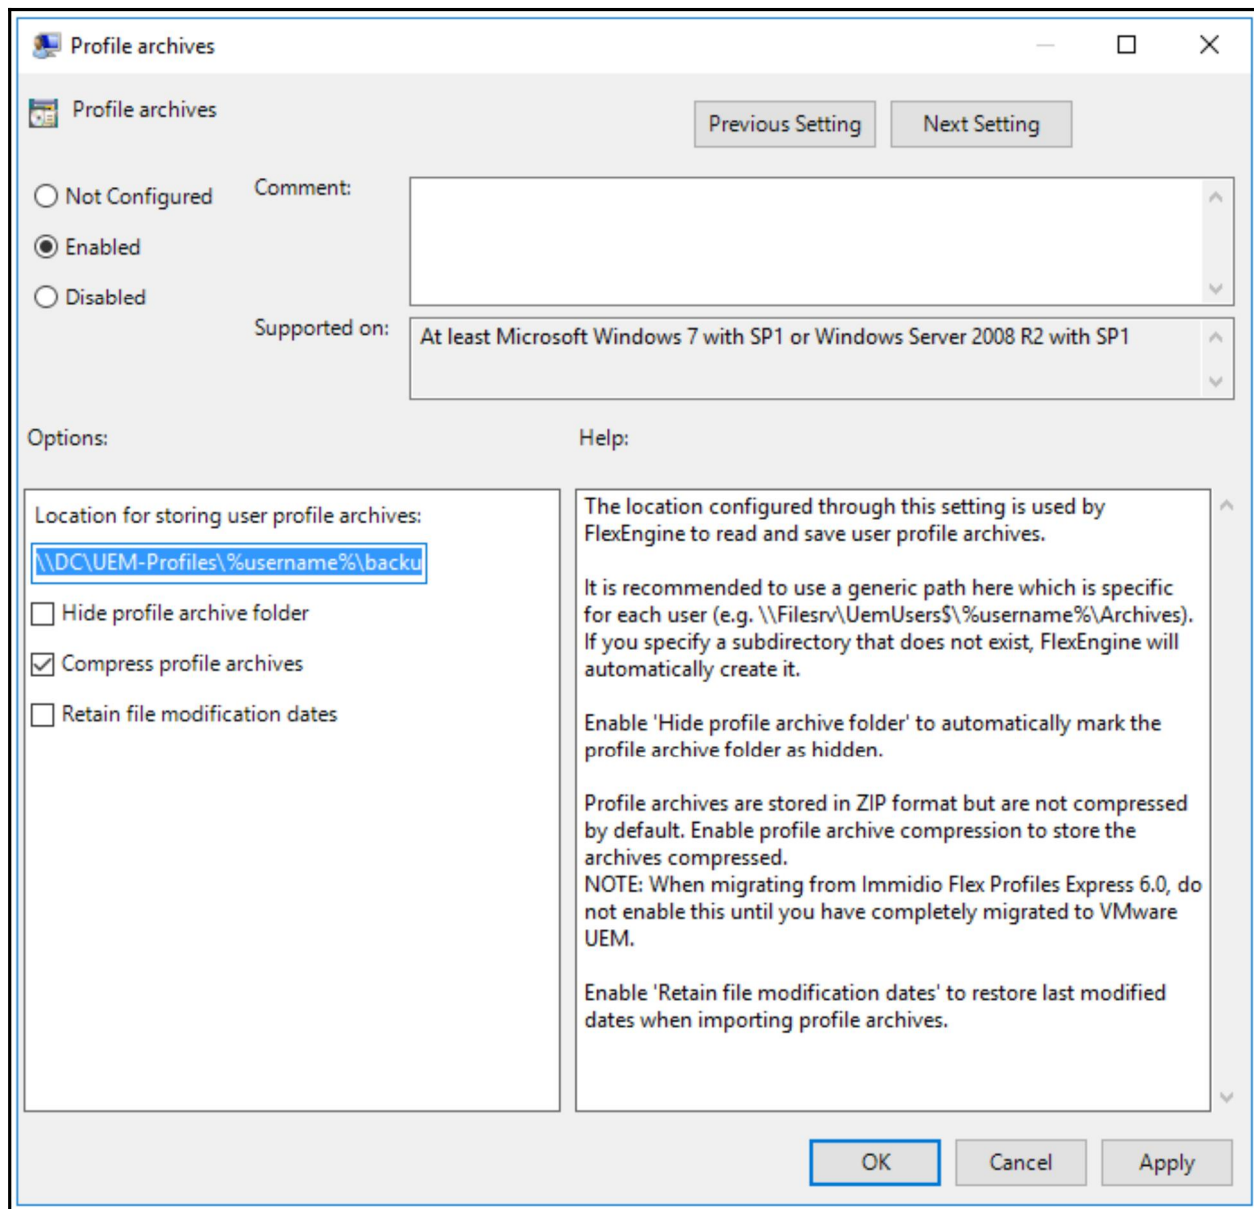 Profile archives
Profile archives
Previous Setting
Next Setting
Not Configured
Comment:
Enabled
Disabled
Supported on:
At least Microsoft Windows 7 with SP1 or Windows Server 2008 R2 with SP1
Options:
Help:
Location for storing user profile archives:
\\DC\UEM-Profiles\%username%\backu
Hide profile archive folder
Compress profile archives
Retain file modification dates
The location configured through this setting is used by
FlexEngine to read and save user profile archives.
It is recommended to use a generic path here which is specific
for each user (e.g. \\Filesrv\UemUsers$\%username%\Archives).
If you specify a subdirectory that does not exist, FlexEngine will
automatically create it.
Enable 'Hide profile archive folder' to automatically mark the
profile archive folder as hidden.
Profile archives are stored in ZIP format but are not compressed
by default. Enable profile archive compression to store the
archives compressed.
NOTE: When migrating from Immidio Flex Profiles Express 6.0, do
not enable this until you have completely migrated to VMware
UEM.
Enable 'Retain file modification dates' to restore last modified
dates when importing profile archives.
OK
Cancel
Apply